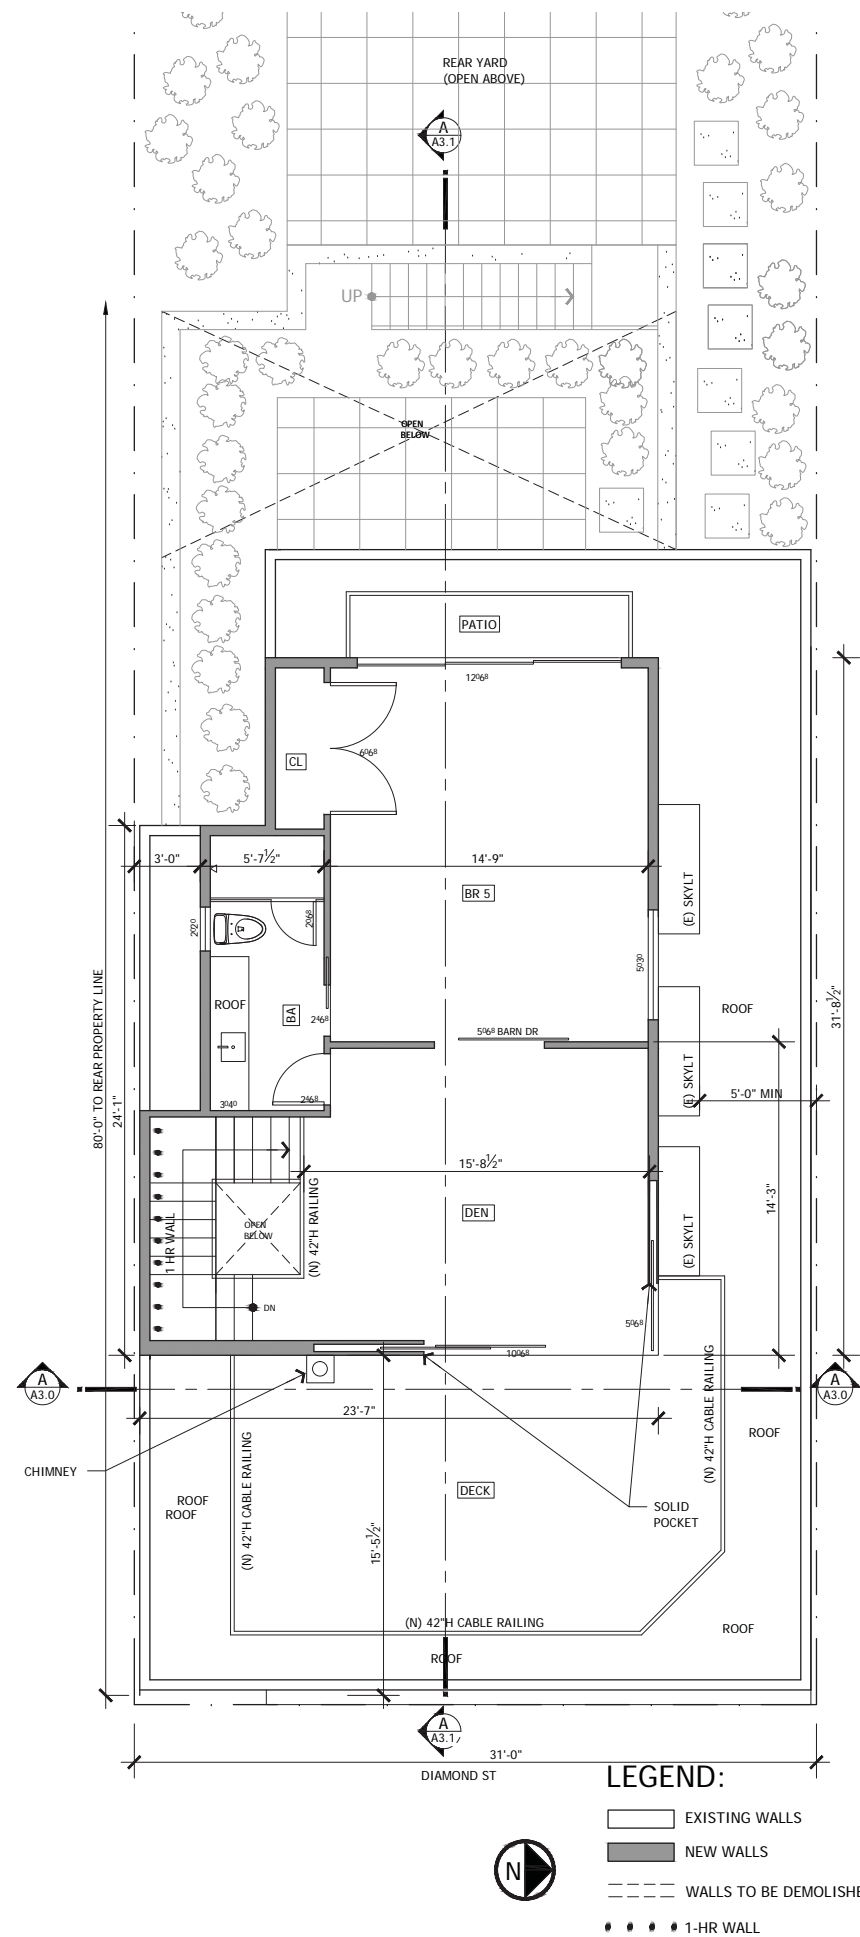 REAR YARD
(OPEN ABOVE)
A
A3.1
UP
OPEN
BELOW
PATIO
12⁰6⁸
6⁰6⁸
CL
3'-0"
5'-7½"
14'-9"
BR 5
(E) SKYLT
2⁰6⁸
2⁰2⁰
5⁰3⁰
ROOF
BA
2⁴6⁸
5⁰6⁸ BARN DR
ROOF
31'-8½"
80'-0" TO REAR PROPERTY LINE
24'-1"
(E) SKYLT
5'-0" MIN
3⁰4⁰
2⁴6⁸
15'-8½"
14'-3"
1 HR WALL
OPEN
BELOW
(N) 42"H RAILING
DEN
(E) SKYLT
DN
5⁰6⁸
10⁰6⁸
A
A3.0
A
A3.0
23'-7"
(N) 42"H CABLE RAILING
ROOF
CHIMNEY
(N) 42"H CABLE RAILING
DECK
ROOF
ROOF
SOLID
POCKET
15'-5½"
(N) 42"H CABLE RAILING
ROOF
ROOF
A
A3.1
31'-0"
DIAMOND ST
LEGEND:
EXISTING WALLS
NEW WALLS
N
WALLS TO BE DEMOLISHE
1-HR WALL